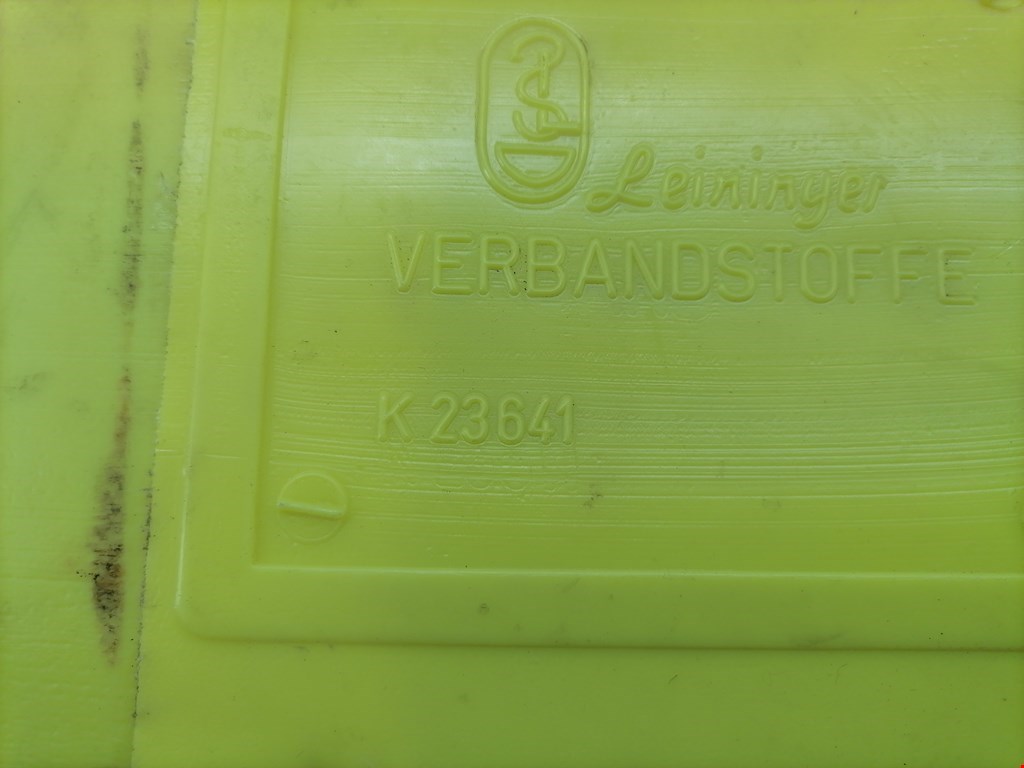 Leininger
VERBANDSTOFFE
K 23641